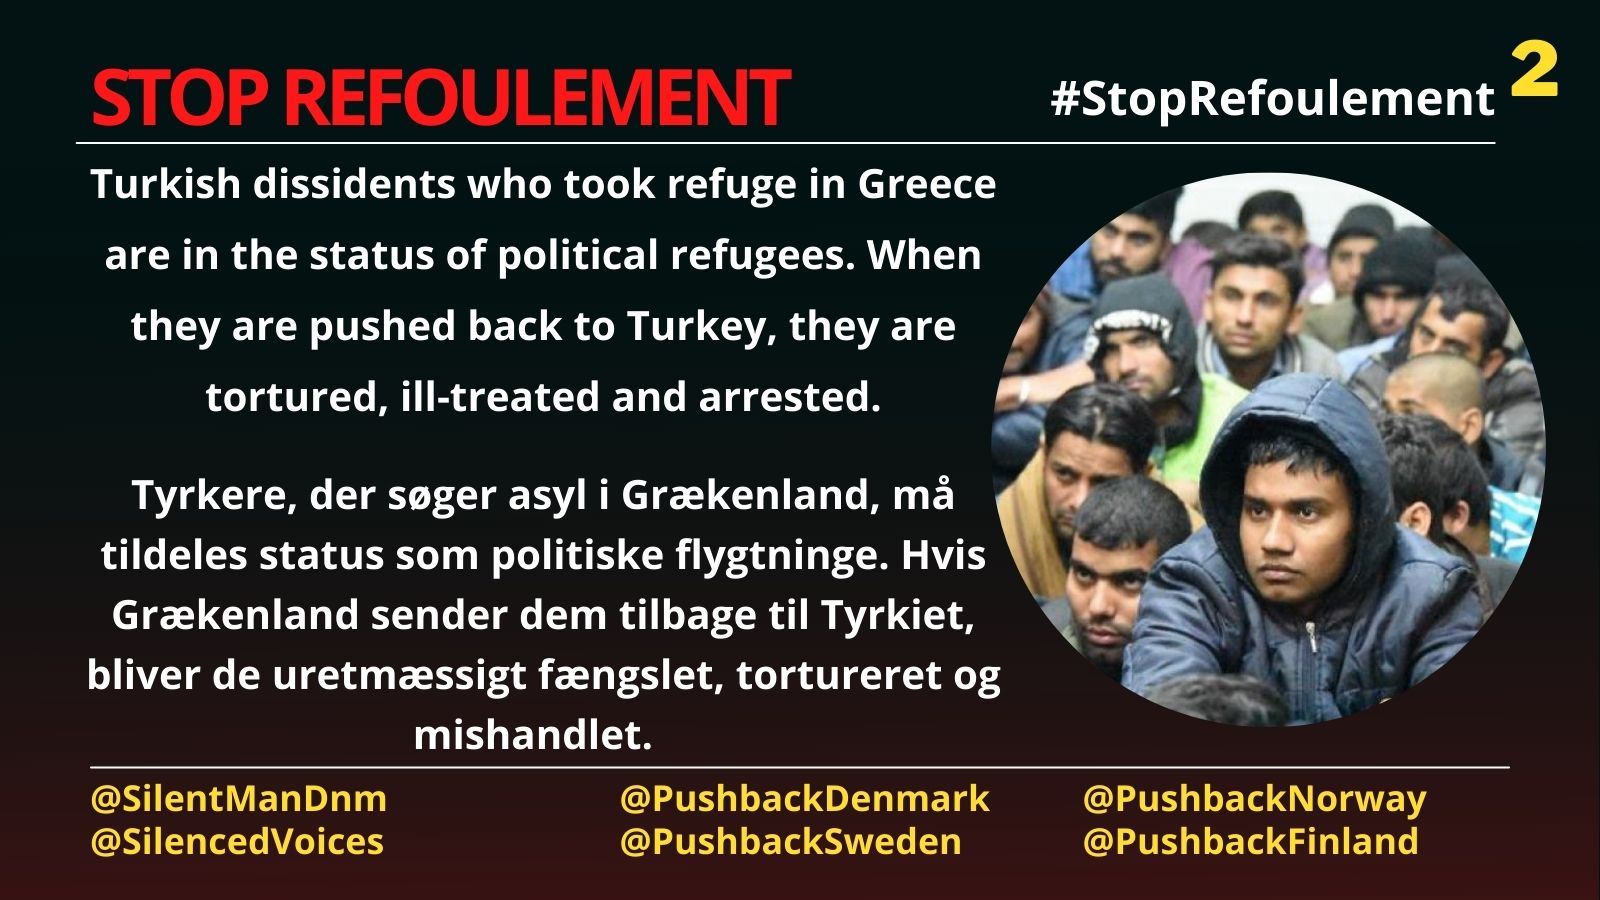 STOP REFOULEMENT
#StopRefoulement
2
Turkish dissidents who took refuge in Greece
are in the status of political refugees. When
they are pushed back to Turkey, they are
tortured, ill-treated and arrested.
Tyrkere, der søger asyl i Grækenland, må
tildeles status som politiske flygtninge. Hvis
Grækenland sender dem tilbage til Tyrkiet,
bliver de uretmæssigt fængslet, tortureret og
mishandlet.
@SilentManDnm
@SilencedVoices
@PushbackDenmark
@PushbackSweden
@PushbackNorway
@PushbackFinland